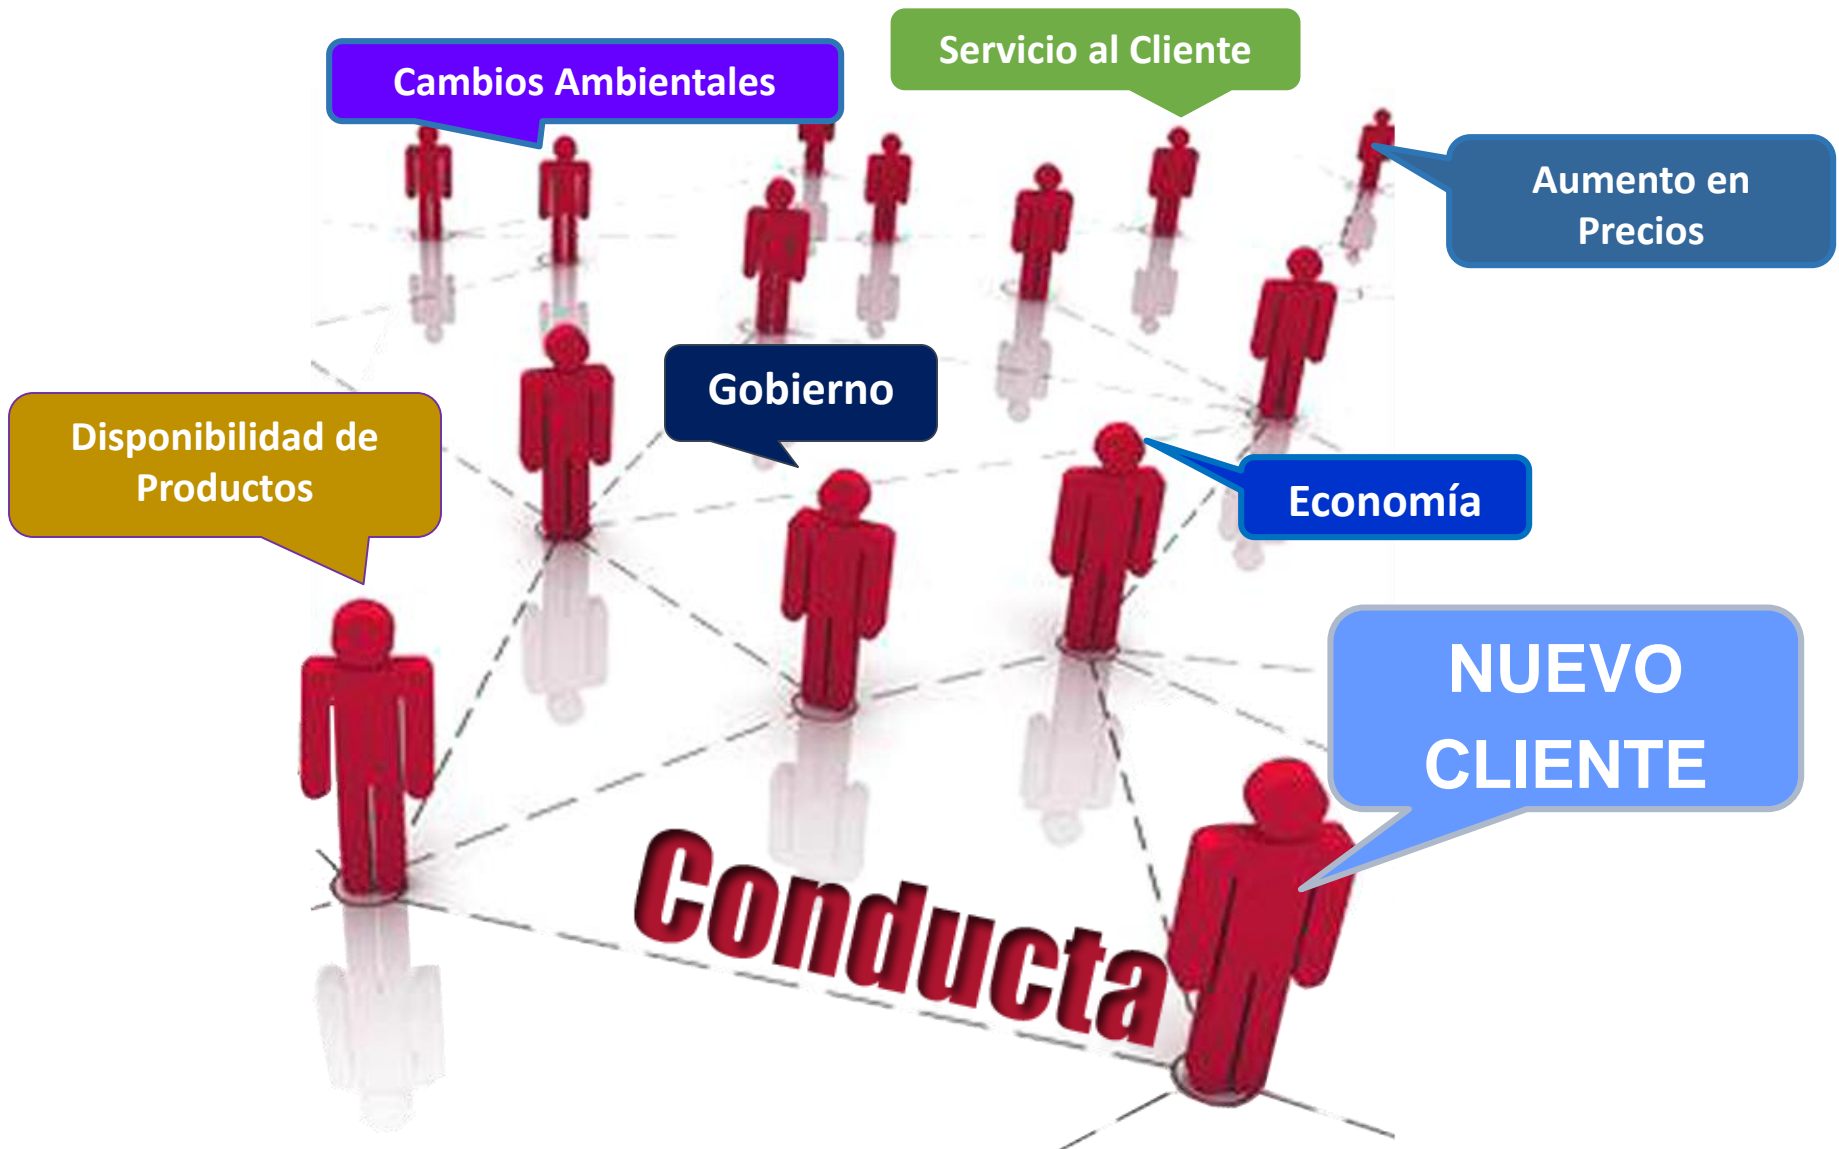 Servicio al Cliente
Cambios Ambientales
Aumento en
Precios
Gobierno
Disponibilidad de
Productos
Economía
NUEVO
CLIENTE
Conducta